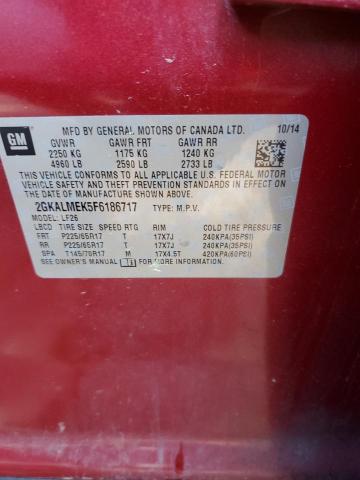 GM
MFD BY GENERAL MOTORS OF CANADA LTD. 10/14
GVWR GAWR FRT GAWR RR
2250 KG 1175 KG 1240 KG
4960 LB 2590 LB 2733 LB
THIS VEHICLE CONFORMS TO ALL APPLICABLE U.S. FEDERAL MOTOR
VEHICLE SAFETY, BUMPER, AND THEFT PREVENTION STANDARDS IN
EFFECT ON THE DATE OF MANUFACTURE SHOWN ABOVE.
2GKALMEK5F6186717 TYPE: M.P.V.
MODEL: LF26
LBCD TIRE SIZE SPEED RTG RIM COLD TIRE PRESSURE
FRT P225/65R17 T 17X7J 240KPA(35PSI)
RR P225/65R17 T 17X7J 240KPA(35PSI)
SPA T145/70R17 M 17X4.5T 420KPA(60PSI)
SEE OWNER'S MANUAL FOR MORE INFORMATION.